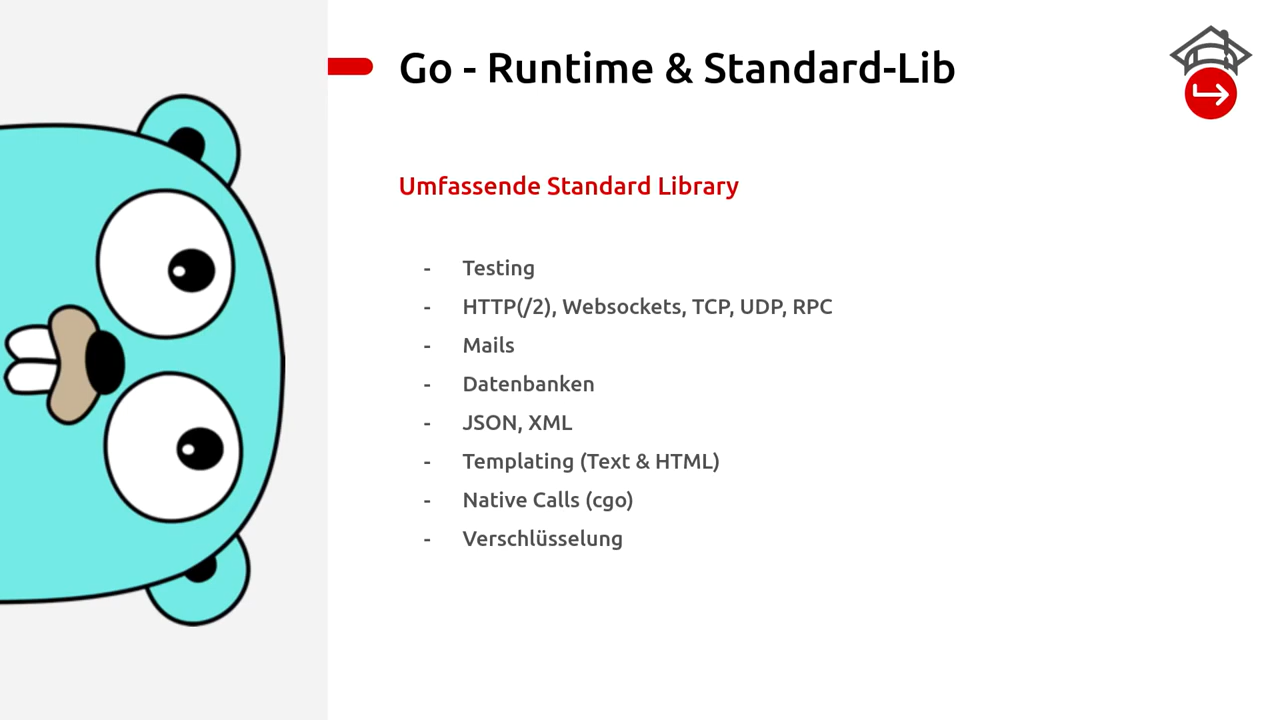 Go - Runtime & Standard-Lib
Umfassende Standard Library
- Testing
- HTTP(/2), Websockets, TCP, UDP, RPC
- Mails
- Datenbanken
- JSON, XML
- Templating (Text & HTML)
- Native Calls (cgo)
- Verschlüsselung